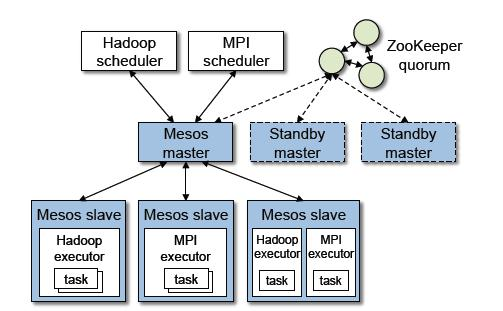 Hadoop
scheduler
MPI
scheduler
ZooKeeper
quorum
Mesos
master
Standby
master
Standby
master
Mesos slave
Hadoop
executor
task
Mesos slave
MPI
executor
task
Mesos slave
Hadoop
executor
task
MPI
executor
task